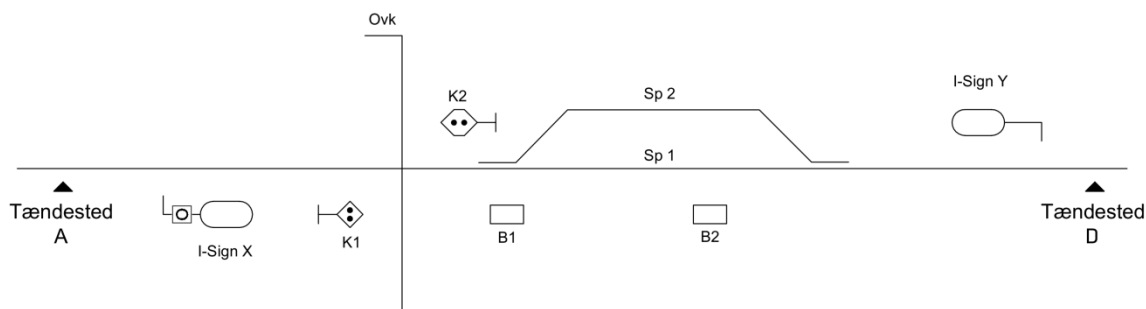 Ovk
I-Sign Y
K2
Sp 2
Sp 1
Tændested
A
Tændested
D
I-Sign X
K1
B1
B2